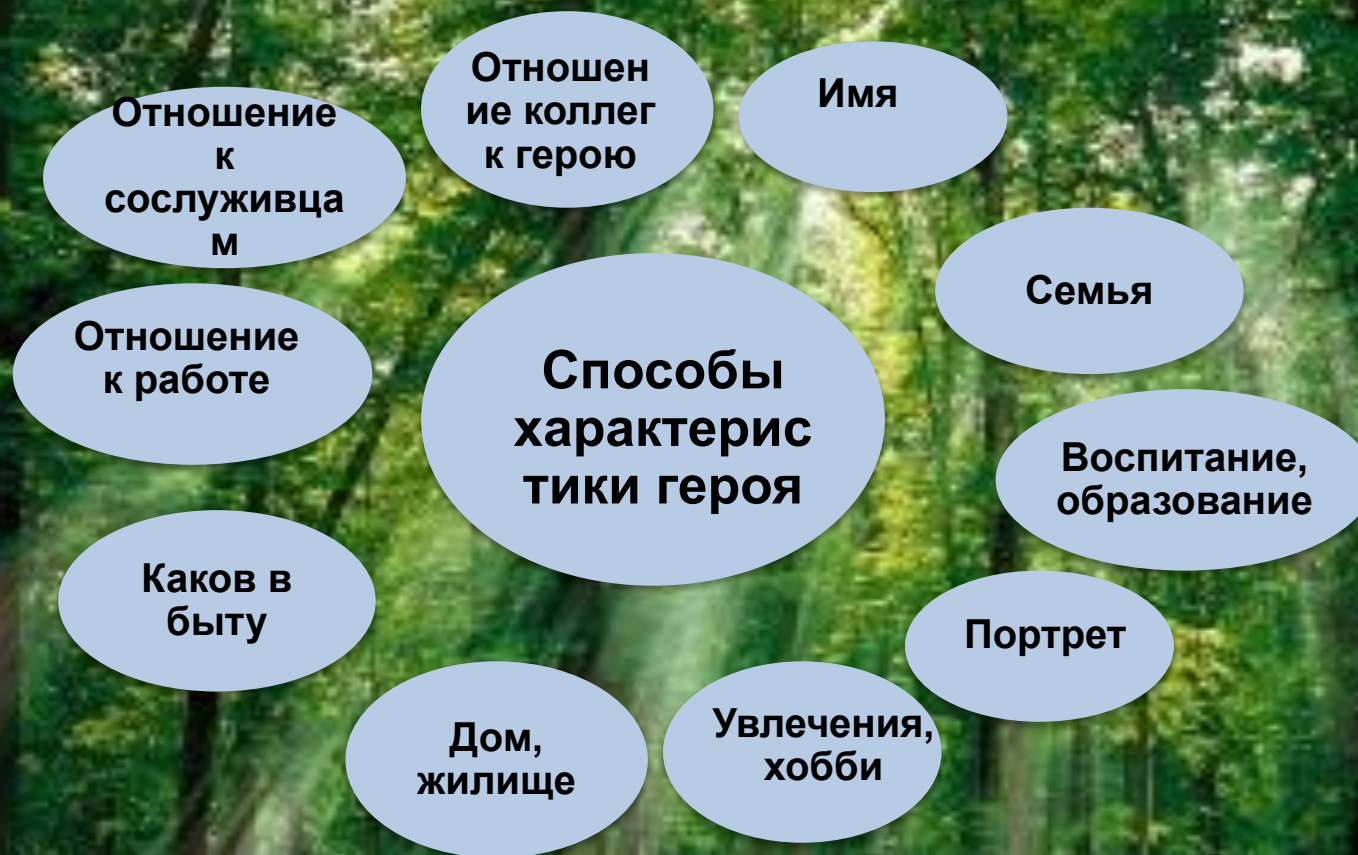 Отношен
ие коллег
к герою
Имя
Отношение
к
сослуживца
м
Семья
Отношение
к работе
Способы
характерис
тики героя
Воспитание,
образование
Каков в
быту
Портрет
Дом,
жилище
Увлечения,
хобби